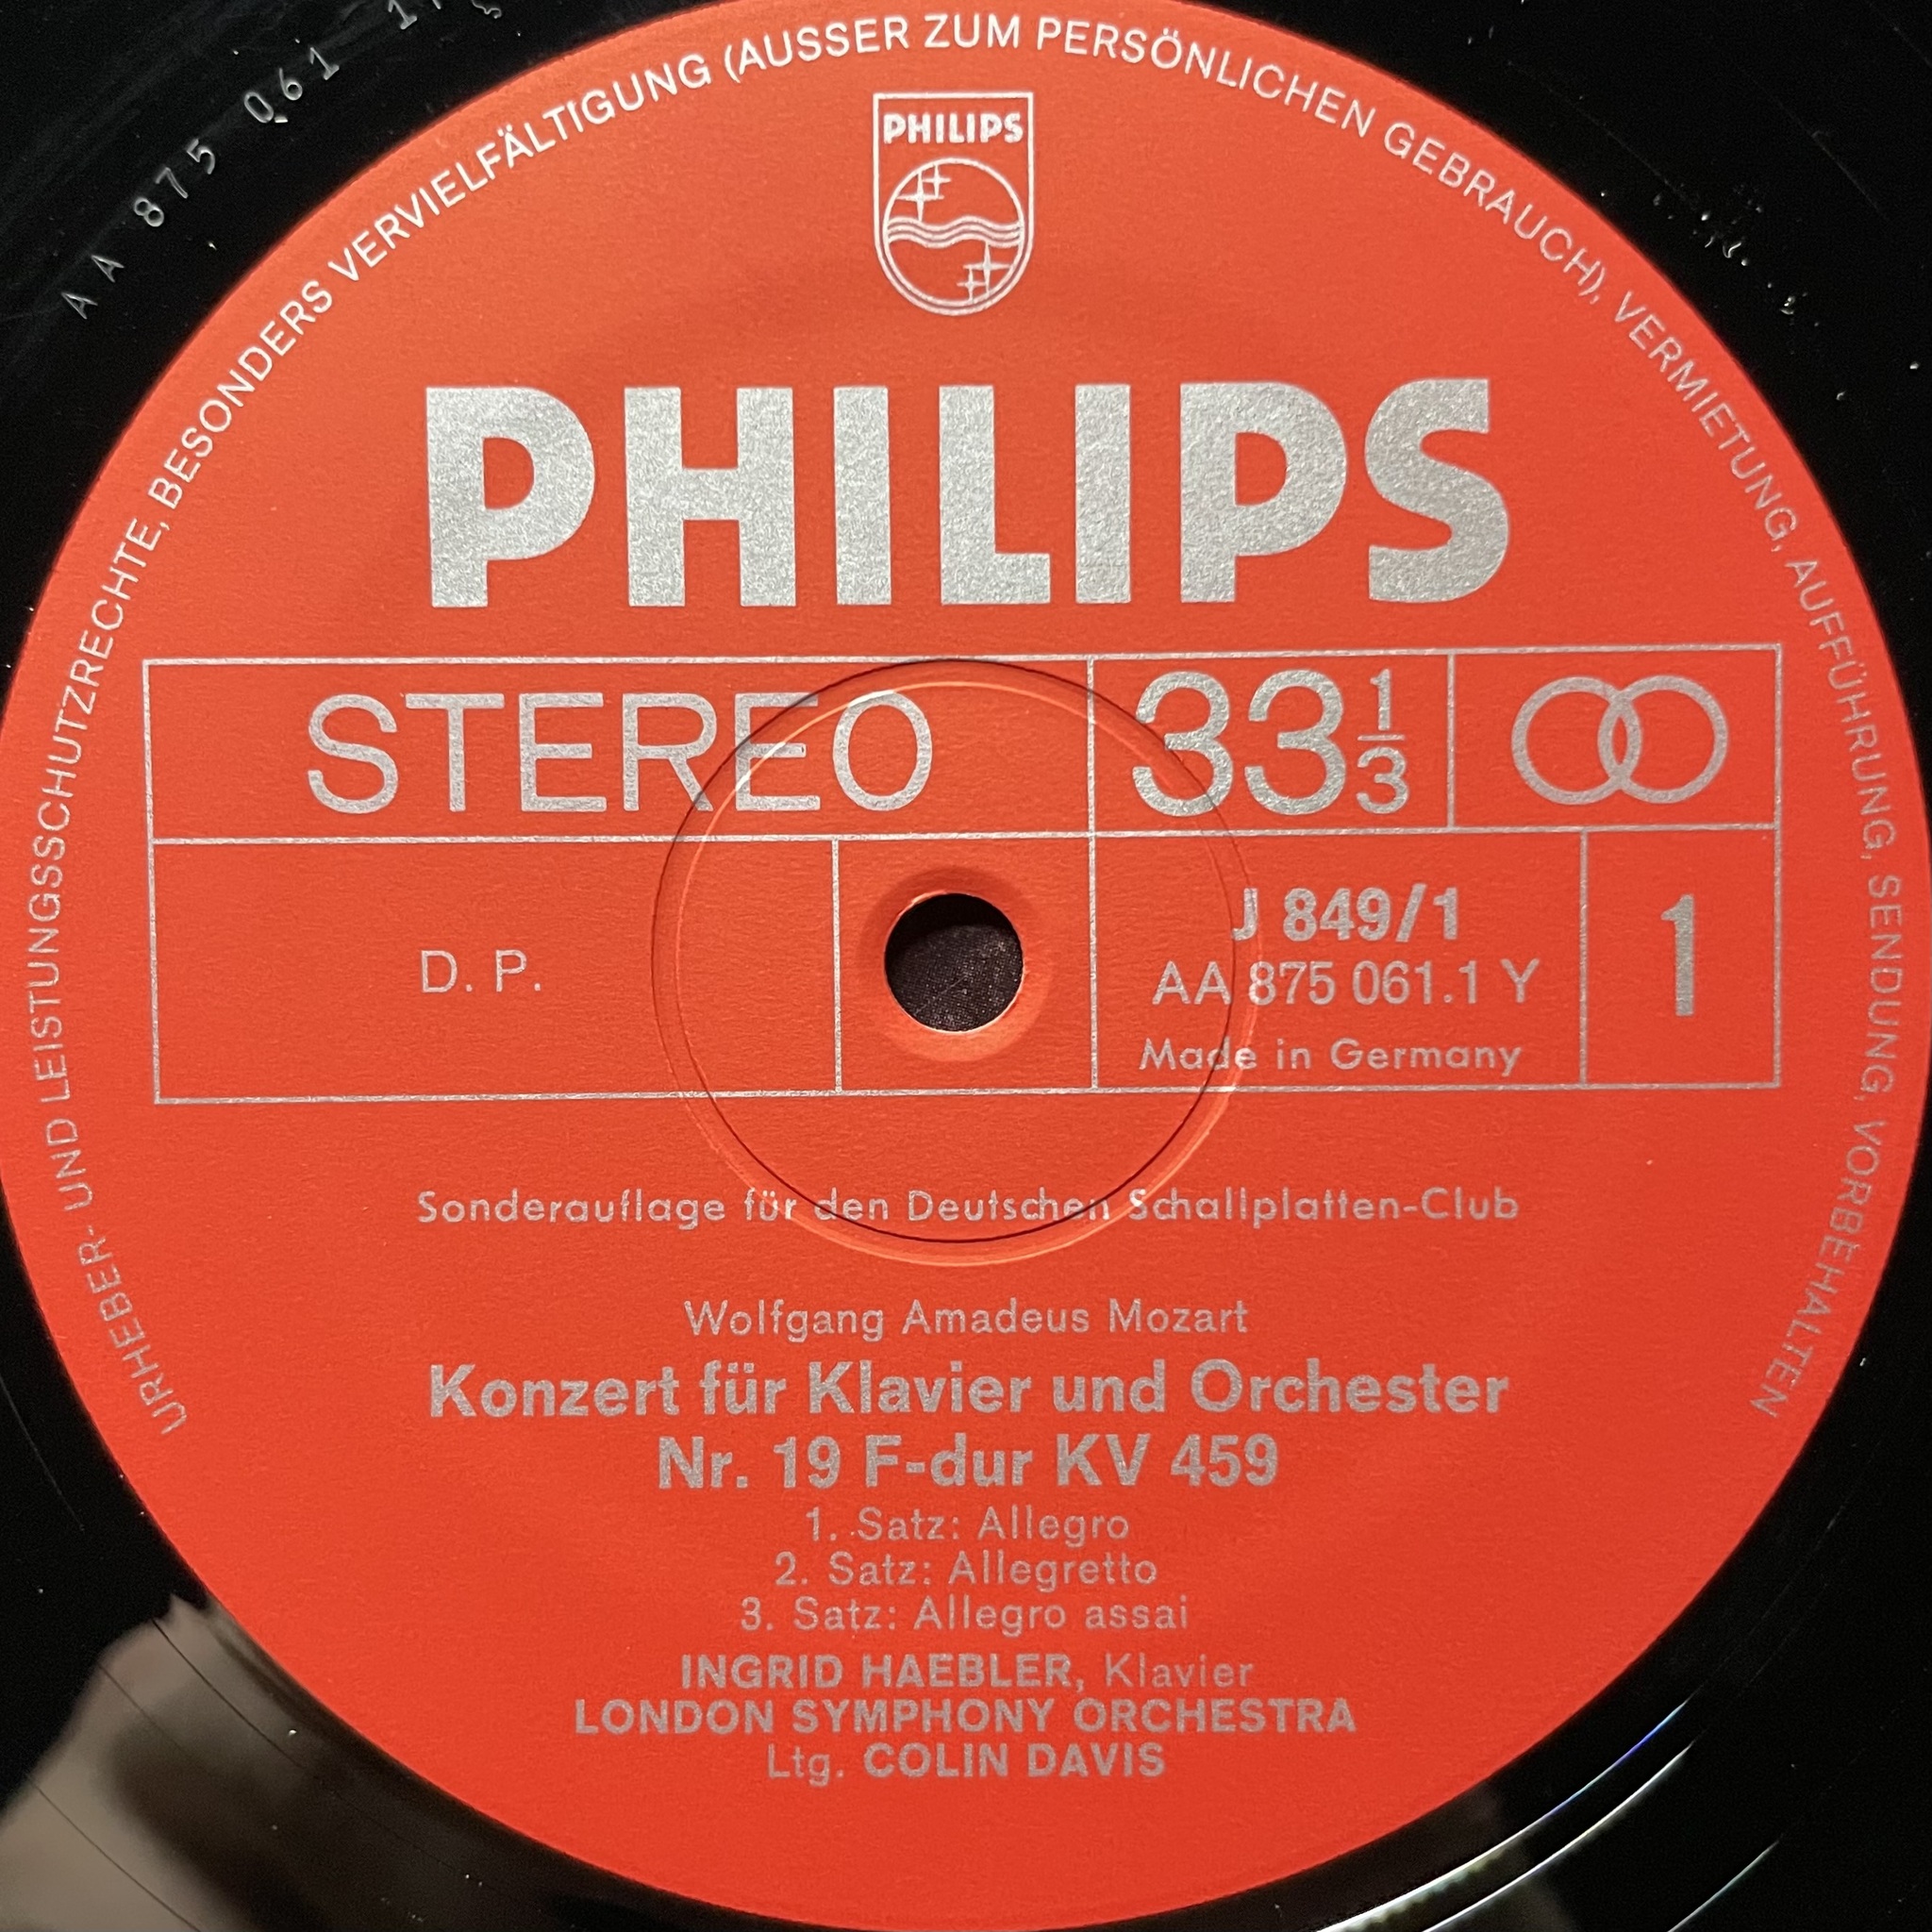 AA 875 061 1
URHEBER- UND LEISTUNGSSCHUTZRECHTE, BESONDERS VERVIELFÄLTIGUNG (AUSSER ZUM PERSÖNLICHEN GEBRAUCH), VERMIETUNG, AUFFÜHRUNG, SENDUNG, VORBEHALTEN
PHILIPS
PHILIPS
STEREO
33 1/3
D. P.
J 849/1
AA 875 061.1 Y
Made in Germany
1
Sonderauflage für den Deutschen Schallplatten-Club
Wolfgang Amadeus Mozart
Konzert für Klavier und Orchester
Nr. 19 F-dur KV 459
1. Satz: Allegro
2. Satz: Allegretto
3. Satz: Allegro assai
INGRID HAEBLER, Klavier
LONDON SYMPHONY ORCHESTRA
Ltg. COLIN DAVIS